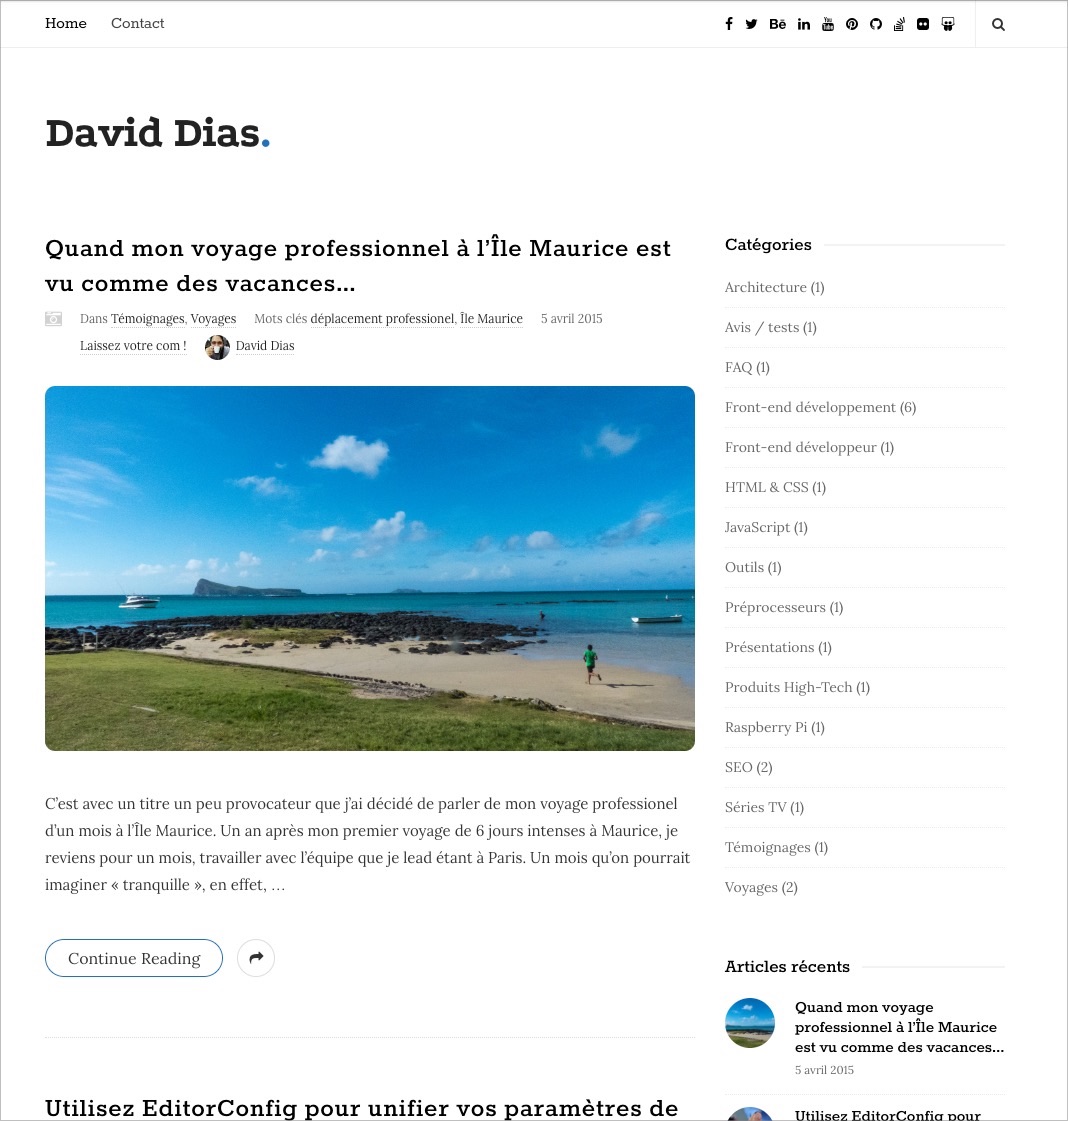 Home Contact
David Dias.
Quand mon voyage professionnel à l’Île Maurice est
vu comme des vacances…
Dans Témoignages, Voyages Mots clés déplacement professionel, Île Maurice 5 avril 2015
Laissez votre com ! David Dias
C’est avec un titre un peu provocateur que j’ai décidé de parler de mon voyage professionel
d’un mois à l’Île Maurice. Un an après mon premier voyage de 6 jours intenses à Maurice, je
reviens pour un mois, travailler avec l’équipe que je lead étant à Paris. Un mois qu’on pourrait
imaginer « tranquille », en effet, …
Continue Reading
Utilisez EditorConfig pour unifier vos paramètres de
Catégories
Architecture (1)
Avis / tests (1)
FAQ (1)
Front-end développement (6)
Front-end développeur (1)
HTML & CSS (1)
JavaScript (1)
Outils (1)
Préprocesseurs (1)
Présentations (1)
Produits High-Tech (1)
Raspberry Pi (1)
SEO (2)
Séries TV (1)
Témoignages (1)
Voyages (2)
Articles récents
Quand mon voyage
professionnel à l’Île Maurice
est vu comme des vacances…
5 avril 2015
Utilisez EditorConfig pour